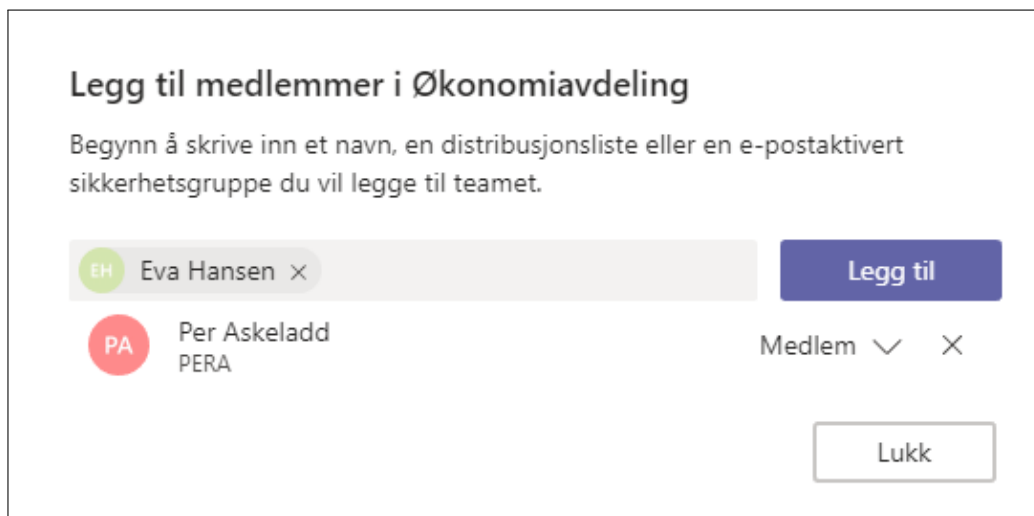 Legg til medlemmer i Økonomiavdeling
Begynn å skrive inn et navn, en distribusjonsliste eller en e-postaktivert
sikkerhetsgruppe du vil legge til teamet.
EH Eva Hansen × Legg til
PA Per Askeladd
PERA
Medlem ×
Lukk